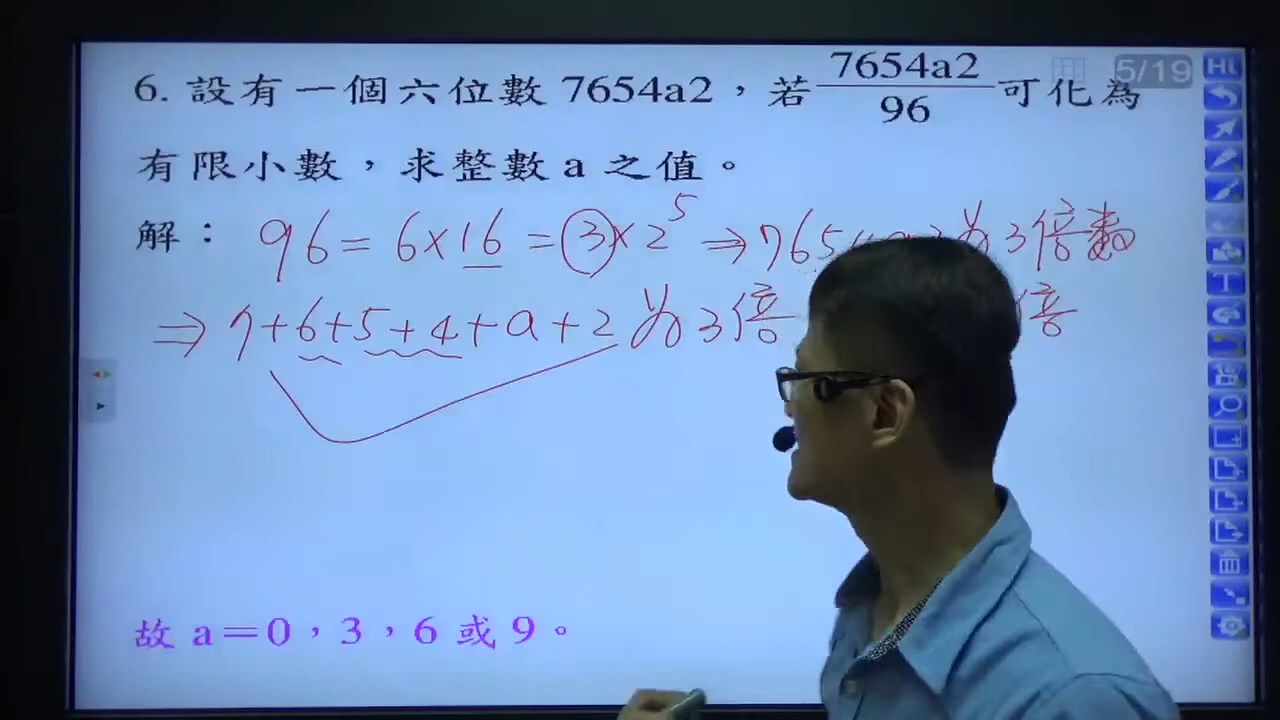 6. 設有一個六位數 7654a2,若 7654a2/96 可化為
5/19
HL
有限小數,求整數 a 之值。
解: 96 = 6×16 = 3×2^5 ⇒ 765 為 3倍數
⇒ 7+6+5+4+a+2 為 3倍 倍
故 a=0,3,6 或 9。